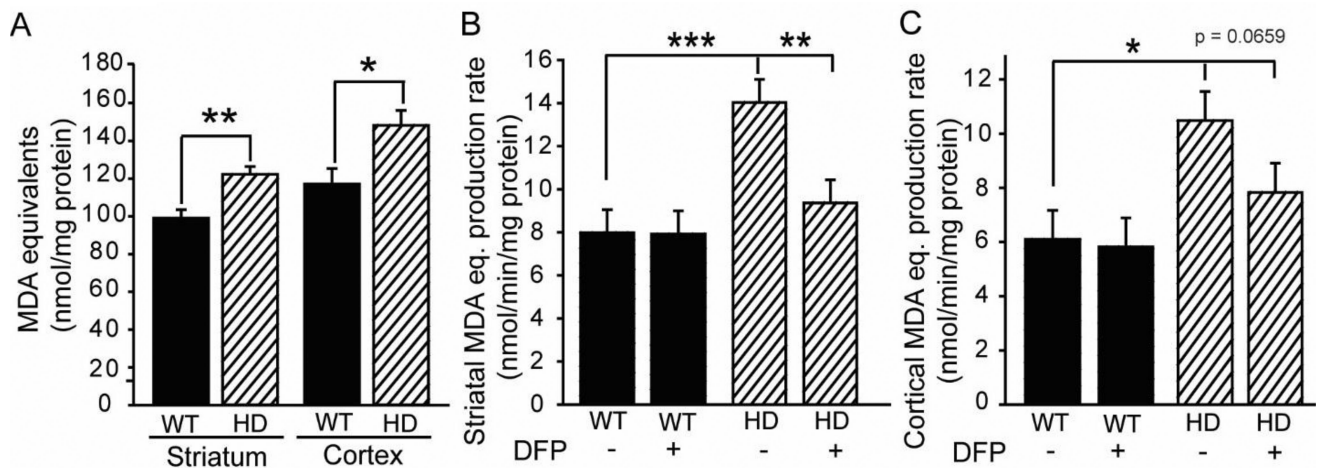 A
MDA equivalents
(nmol/mg protein)
180
160
140
120
100
80
60
40
20
0
**
*
WT HD WT HD
Striatum Cortex
B
Striatal MDA eq. production rate
(nmol/min/mg protein)
16
14
12
10
8
6
4
2
0
*** **
WT WT HD HD
DFP - + - +
C
Cortical MDA eq. production rate
(nmol/min/mg protein)
12
10
8
6
4
2
0
* p = 0.0659
WT WT HD HD
DFP - + - +